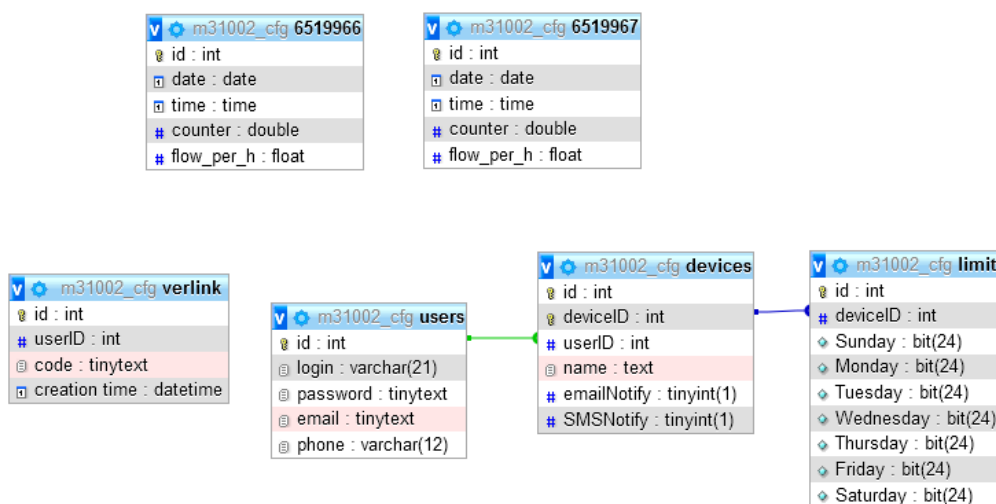 m31002_cfg 6519966
id : int
date : date
time : time
counter : double
flow_per_h : float
m31002_cfg 6519967
id : int
date : date
time : time
counter : double
flow_per_h : float
m31002_cfg verlink
id : int
userID : int
code : tinytext
creation time : datetime
m31002_cfg users
id : int
login : varchar(21)
password : tinytext
email : tinytext
phone : varchar(12)
m31002_cfg devices
id : int
deviceID : int
userID : int
name : text
emailNotify : tinyint(1)
SMSNotify : tinyint(1)
m31002_cfg limit
id : int
deviceID : int
Sunday : bit(24)
Monday : bit(24)
Tuesday : bit(24)
Wednesday : bit(24)
Thursday : bit(24)
Friday : bit(24)
Saturday : bit(24)